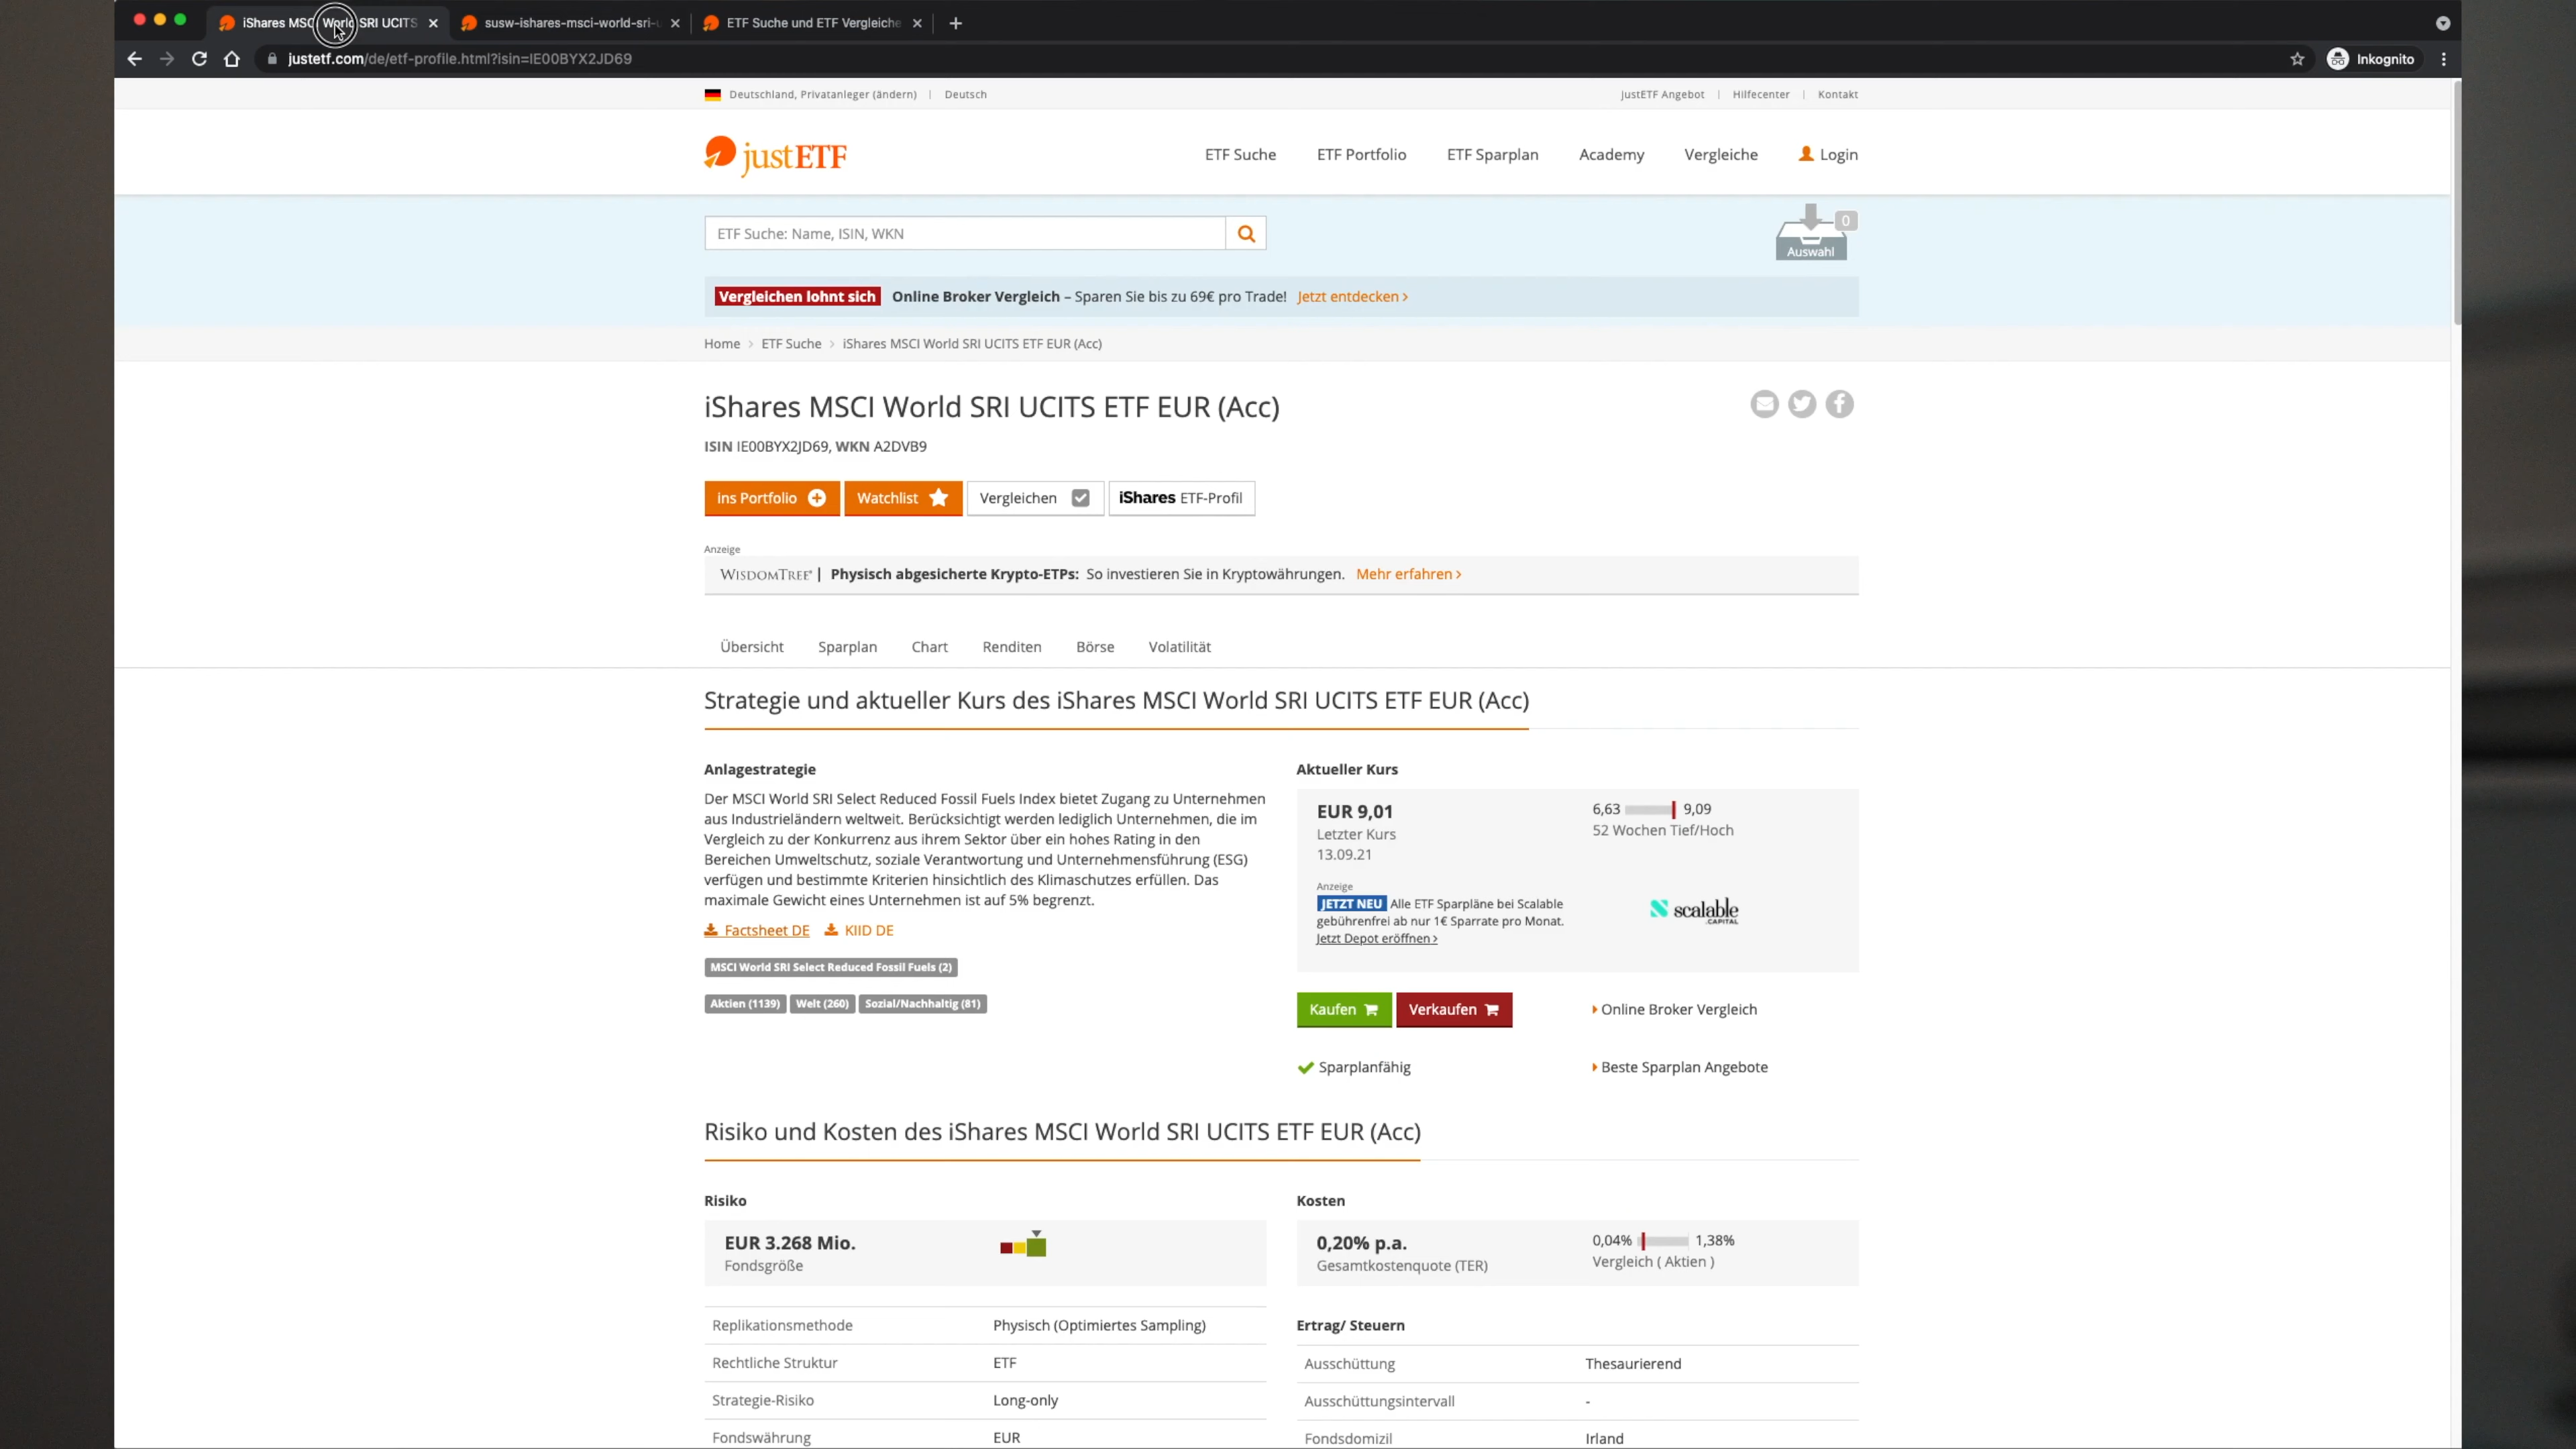 iShares MSCI World SRI UCITS
susw-ishares-msci-world-sri-u
ETF Suche und ETF Vergleiche
justetf.com/de/etf-profile.html?isin=IE00BYX2JD69
Inkognito
Deutschland, Privatanleger (ändern) | Deutsch
justETF Angebot | Hilfecenter | Kontakt
justETF
ETF Suche ETF Portfolio ETF Sparplan Academy Vergleiche Login
ETF Suche: Name, ISIN, WKN
0
Auswahl
Vergleichen lohnt sich Online Broker Vergleich – Sparen Sie bis zu 69€ pro Trade! Jetzt entdecken ›
Home › ETF Suche › iShares MSCI World SRI UCITS ETF EUR (Acc)
iShares MSCI World SRI UCITS ETF EUR (Acc)
ISIN IE00BYX2JD69, WKN A2DVB9
ins Portfolio Watchlist Vergleichen iShares ETF-Profil
Anzeige
WISDOMTREE® | Physisch abgesicherte Krypto-ETPs: So investieren Sie in Kryptowährungen. Mehr erfahren ›
Übersicht Sparplan Chart Renditen Börse Volatilität
Strategie und aktueller Kurs des iShares MSCI World SRI UCITS ETF EUR (Acc)
Anlagestrategie
Der MSCI World SRI Select Reduced Fossil Fuels Index bietet Zugang zu Unternehmen
aus Industrieländern weltweit. Berücksichtigt werden lediglich Unternehmen, die im
Vergleich zu der Konkurrenz aus ihrem Sektor über ein hohes Rating in den
Bereichen Umweltschutz, soziale Verantwortung und Unternehmensführung (ESG)
verfügen und bestimmte Kriterien hinsichtlich des Klimaschutzes erfüllen. Das
maximale Gewicht eines Unternehmen ist auf 5% begrenzt.
Factsheet DE KIID DE
MSCI World SRI Select Reduced Fossil Fuels (2)
Aktien (1139) Welt (260) Sozial/Nachhaltig (81)
Aktueller Kurs
EUR 9,01
Letzter Kurs
13.09.21
6,63 9,09
52 Wochen Tief/Hoch
Anzeige
JETZT NEU Alle ETF Sparpläne bei Scalable
gebührenfrei ab nur 1€ Sparrate pro Monat.
Jetzt Depot eröffnen ›
scalable
CAPITAL
Kaufen Verkaufen Online Broker Vergleich
Sparplanfähig Beste Sparplan Angebote
Risiko und Kosten des iShares MSCI World SRI UCITS ETF EUR (Acc)
Risiko
EUR 3.268 Mio.
Fondsgröße
Replikationsmethode Physisch (Optimiertes Sampling)
Rechtliche Struktur ETF
Strategie-Risiko Long-only
Fondswährung EUR
Kosten
0,20% p.a.
Gesamtkostenquote (TER)
0,04% 1,38%
Vergleich ( Aktien )
Ertrag/ Steuern
Ausschüttung Thesaurierend
Ausschüttungsintervall -
Fondsdomizil Irland